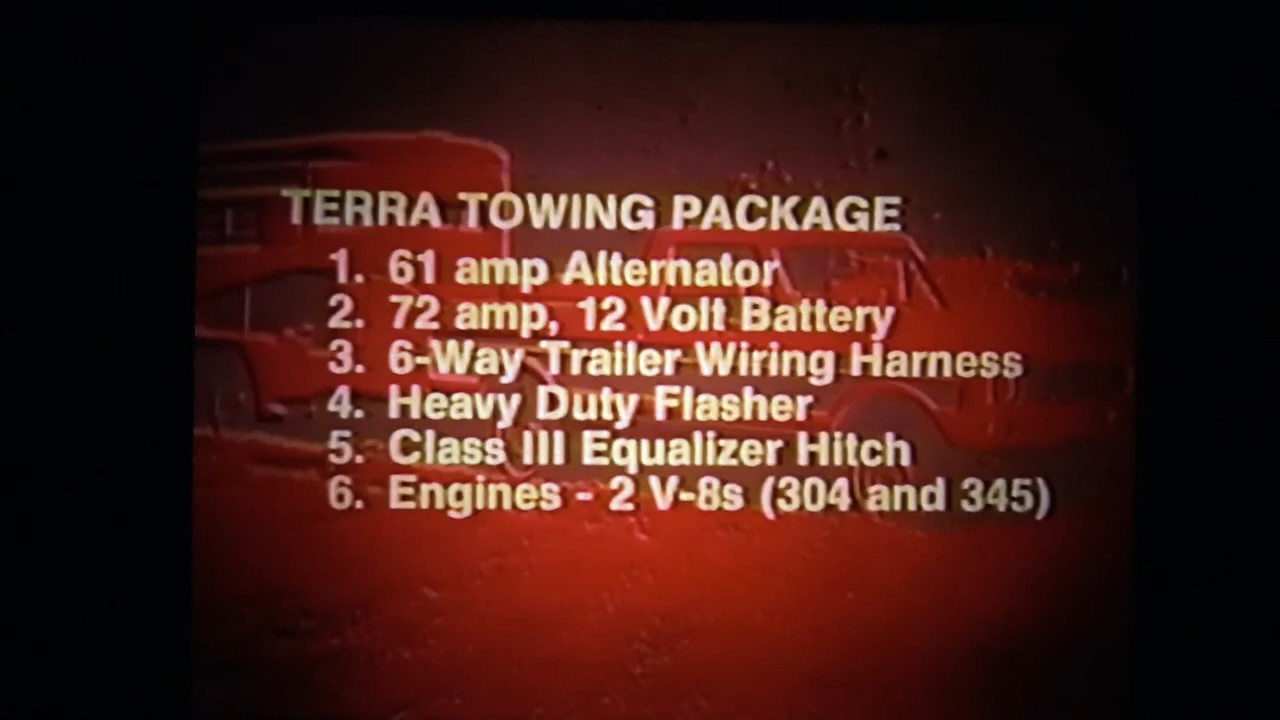 TERRA TOWING PACKAGE
1. 61 amp Alternator
2. 72 amp, 12 Volt Battery
3. 6-Way Trailer Wiring Harness
4. Heavy Duty Flasher
5. Class III Equalizer Hitch
6. Engines - 2 V-8s (304 and 345)